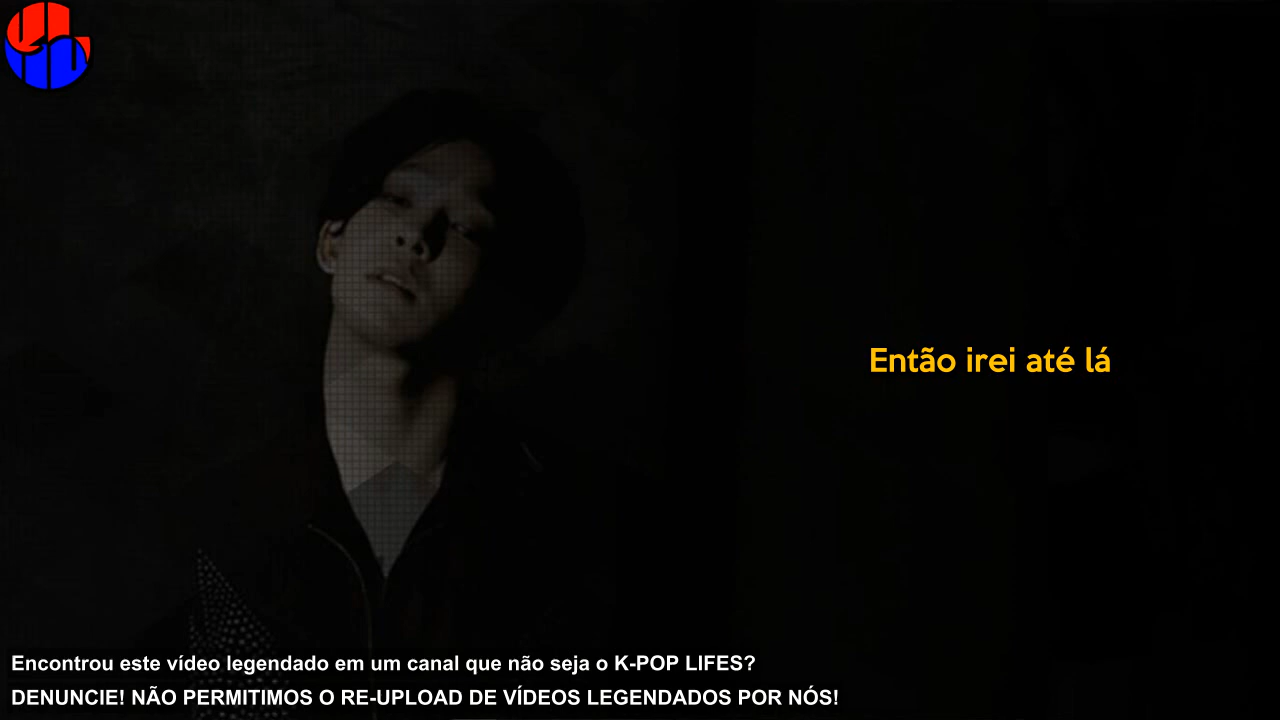 Então irei até lá
Encontrou este vídeo legendado em um canal que não seja o K-POP LIFES?
DENUNCIE! NÃO PERMITIMOS O RE-UPLOAD DE VÍDEOS LEGENDADOS POR NÓS!